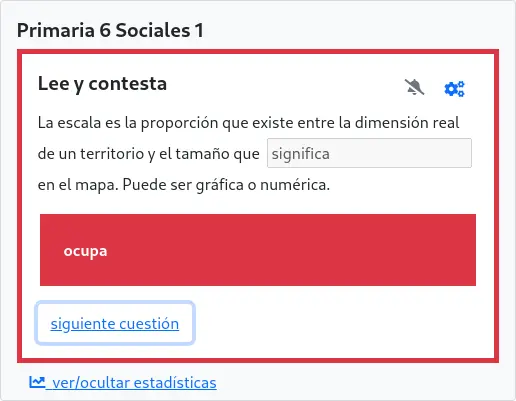 Primaria 6 Sociales 1
Lee y contesta
La escala es la proporción que existe entre la dimensión real
de un territorio y el tamaño que significa
en el mapa. Puede ser gráfica o numérica.
ocupa
siguiente cuestión
ver/ocultar estadísticas